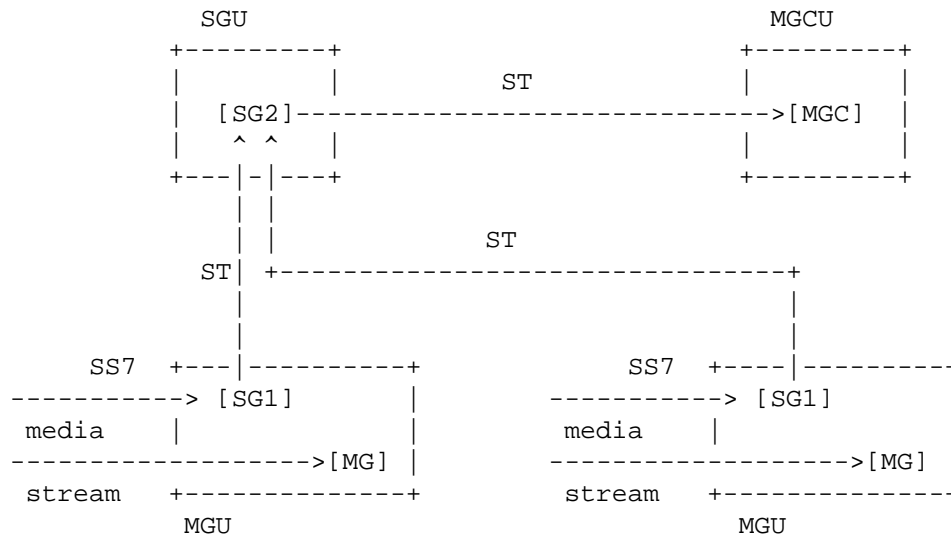 SGU                                MGCU
          +---------+                         +---------+
          |         |          ST             |         |
          |  [SG2]------------------------------>[MGC]  |
          |   ^ ^   |                         |         |
          +---|-|---+                         +---------+
              | |
              | |             ST
            ST| +--------------------------------+
              |                                  |
              |                                  |
     SS7  +---|----------+             SS7  +----|----------
-----------> [SG1]       |        -----------> [SG1]
 media    |              |         media    |
------------------->[MG] |        ------------------->[MG]
 stream   +--------------+         stream   +--------------
           MGU                                MGU